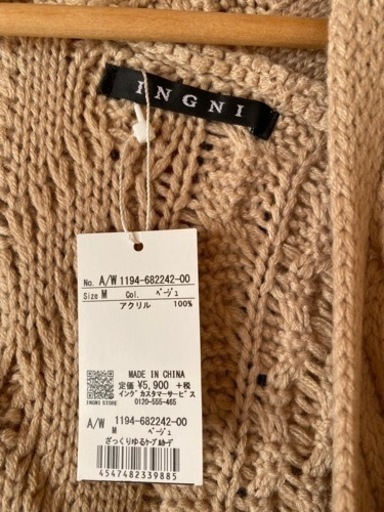 INGNI
No. A/W 1194-682242-00
Size M Col. ベージュ
アクリル 100%
MADE IN CHINA
定価 ¥5,900 +税
イングカスタマーサービス
0120-555-465
INGNI STORE
A/W 1194-682242-00
M ベージュ
ざっくりゆるケーブルカーデ
4547482339885